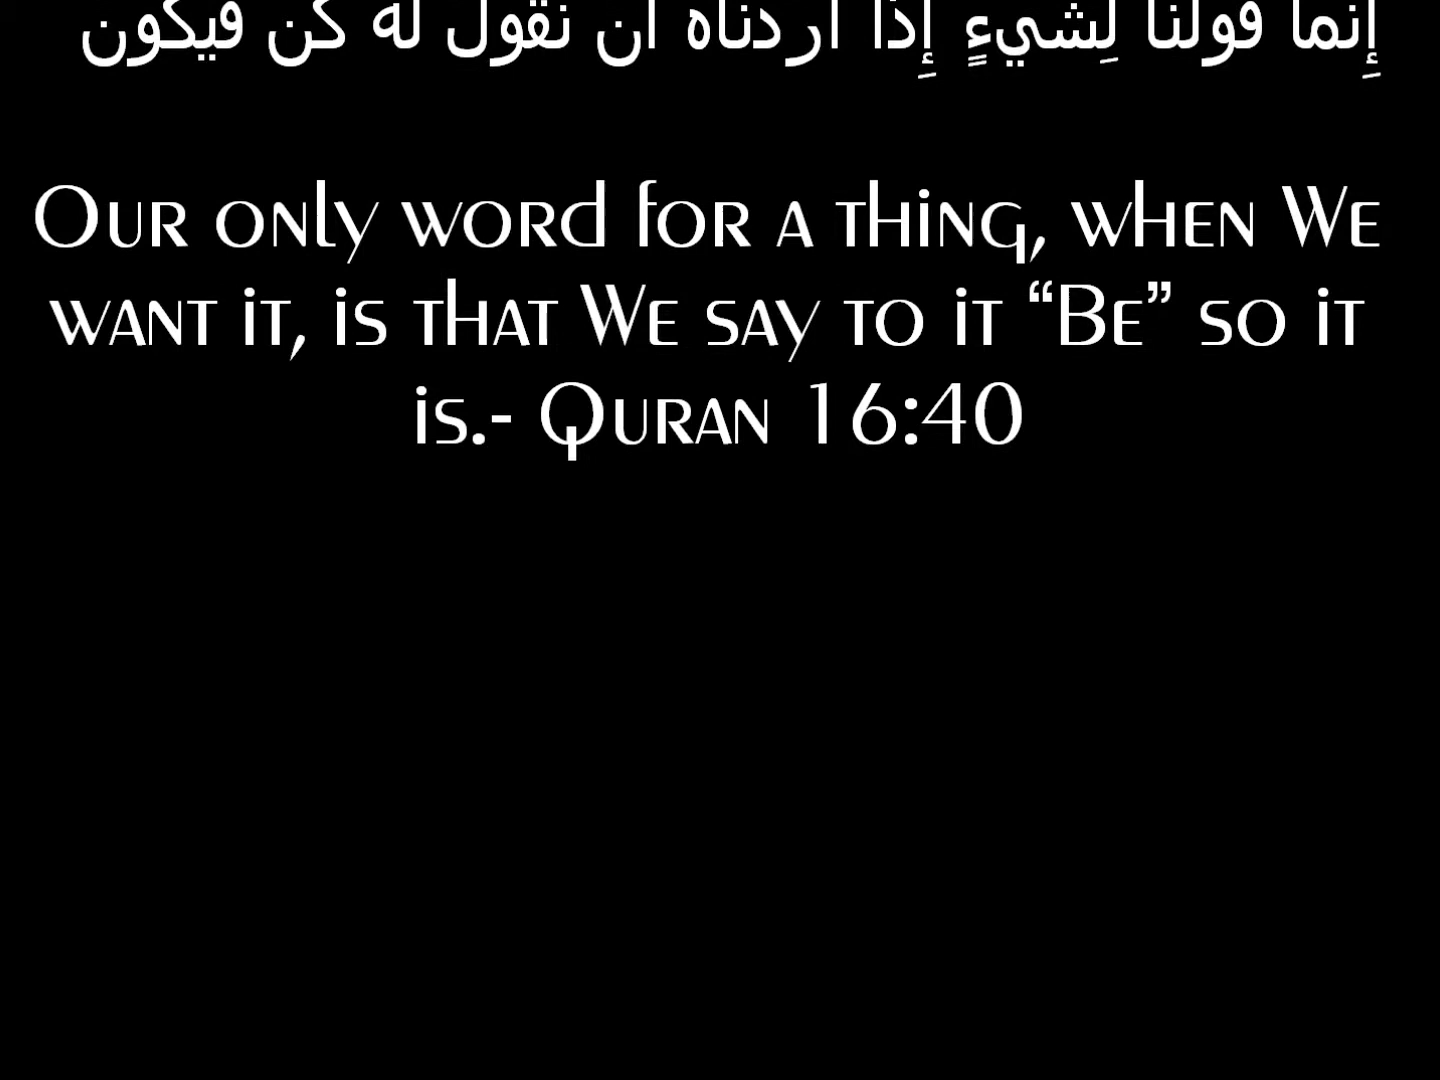 إِنما قولنا لِشيءٍ إِذا أردناه أن نقول له كن فيكون
Our only word for a thing, when We
want it, is that We say to it “Be” so it
is.- Quran 16:40